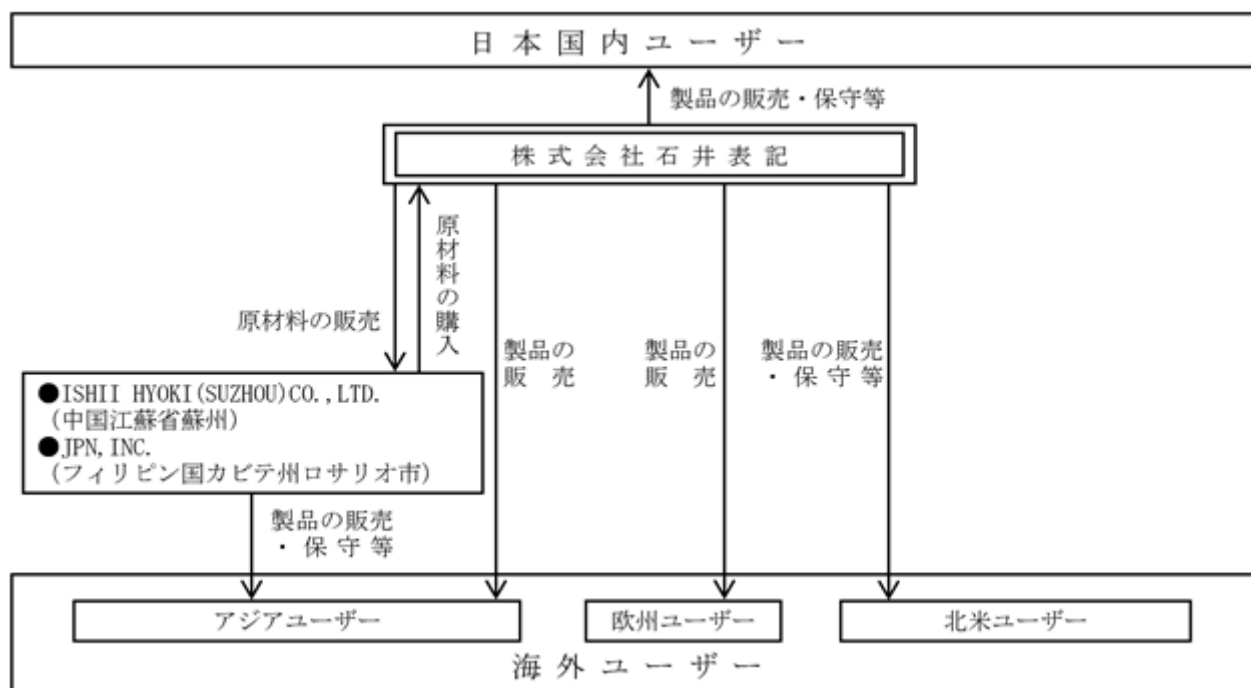 日本国内ユーザー
製品の販売・保守等
株式会社石井表記
原材料の購入
原材料の販売
製品の
販売
製品の
販売
製品の販売
・保守等
●ISHII HYOKI(SUZHOU)CO.,LTD.
(中国江蘇省蘇州)
●JPN,INC.
(フィリピン国カビテ州ロサリオ市)
製品の販売
・保守等
アジアユーザー
欧州ユーザー
北米ユーザー
海外ユーザー